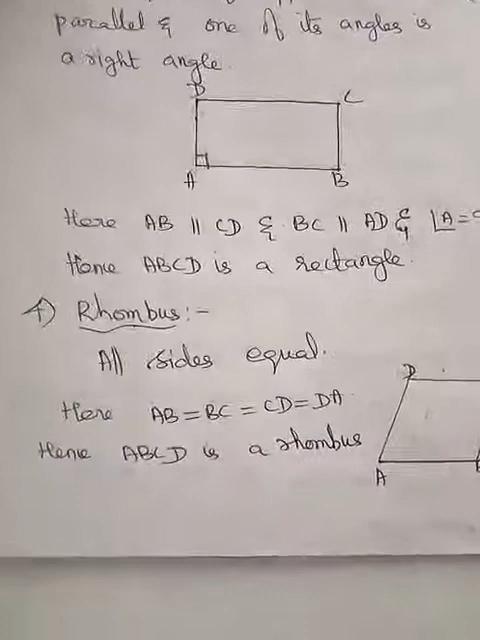 parallel & one of its angles is
a right angle.
D
C
A
B
Here AB || CD & BC || AD & ∠A=
Hence ABCD is a rectangle.
4) Rhombus:-
All sides equal.
D
Here AB = BC = CD = DA
Hence ABCD is a rhombus
A